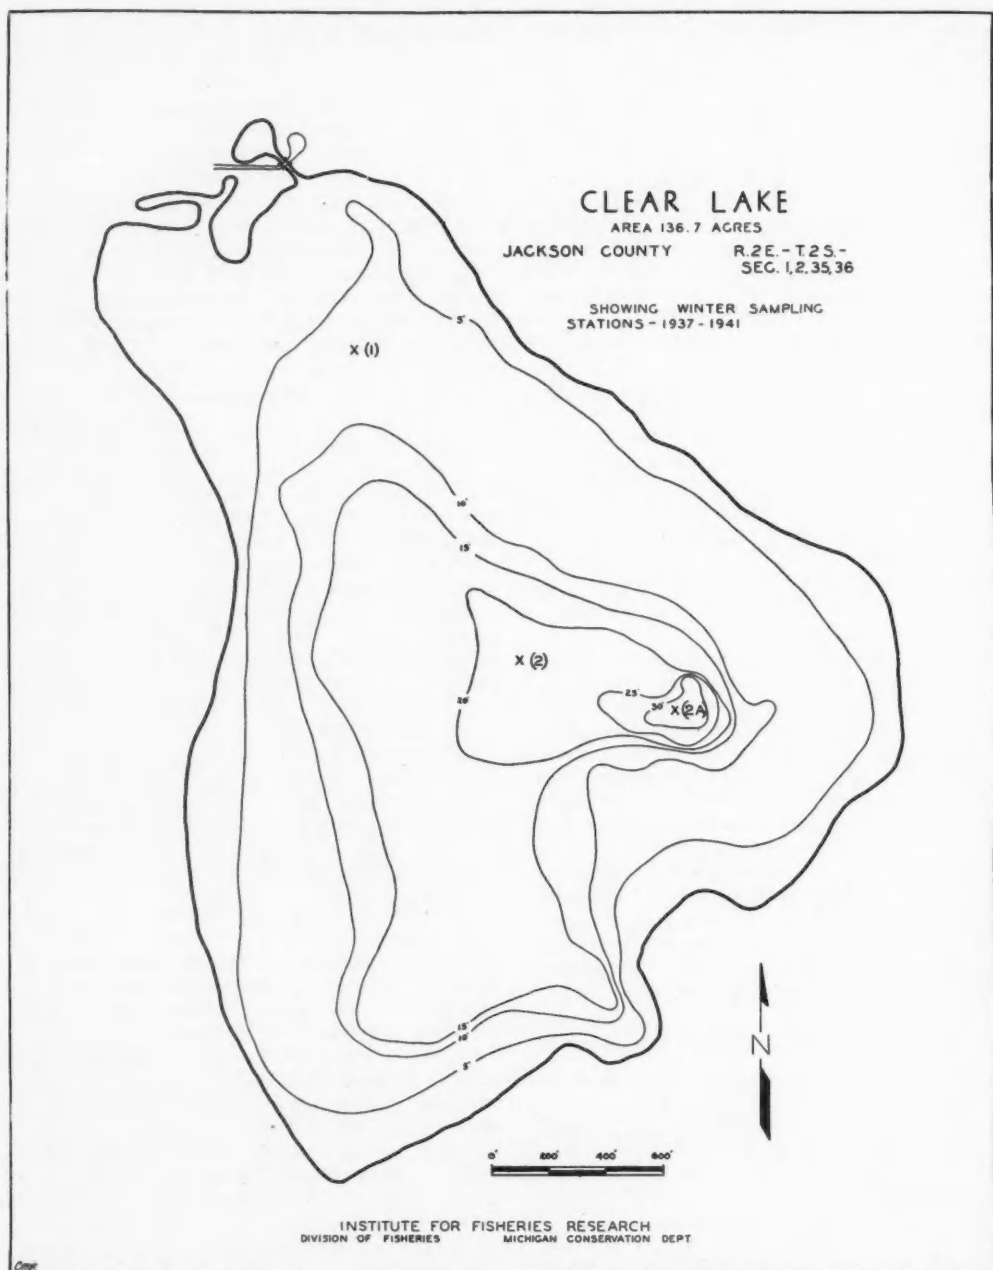 CLEAR LAKE
AREA 136.7 ACRES
JACKSON COUNTY R.2E.-T.2S.-
SEC. 1,2,35,36
SHOWING WINTER SAMPLING
STATIONS-1937-1941
5'
X (1)
10'
15'
X (2)
20'
25'
30'
X (2A)
15'
10'
5'
N
0' 200' 400' 600'
INSTITUTE FOR FISHERIES RESEARCH
DIVISION OF FISHERIES MICHIGAN CONSERVATION DEPT